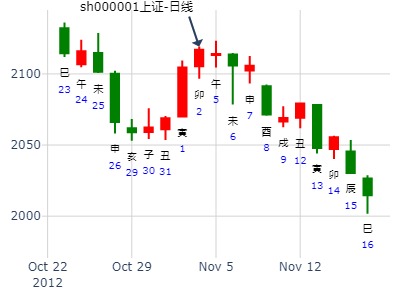 sh000001上证-日线
2100
2050
2000
巳
23
午
24
未
25
申
26
亥
29
子
30
丑
31
寅
1
卯
2
午
5
未
6
申
7
酉
8
戌
9
丑
12
寅
13
卯
14
辰
15
巳
16
Oct 22
2012
Oct 29
Nov 5
Nov 12